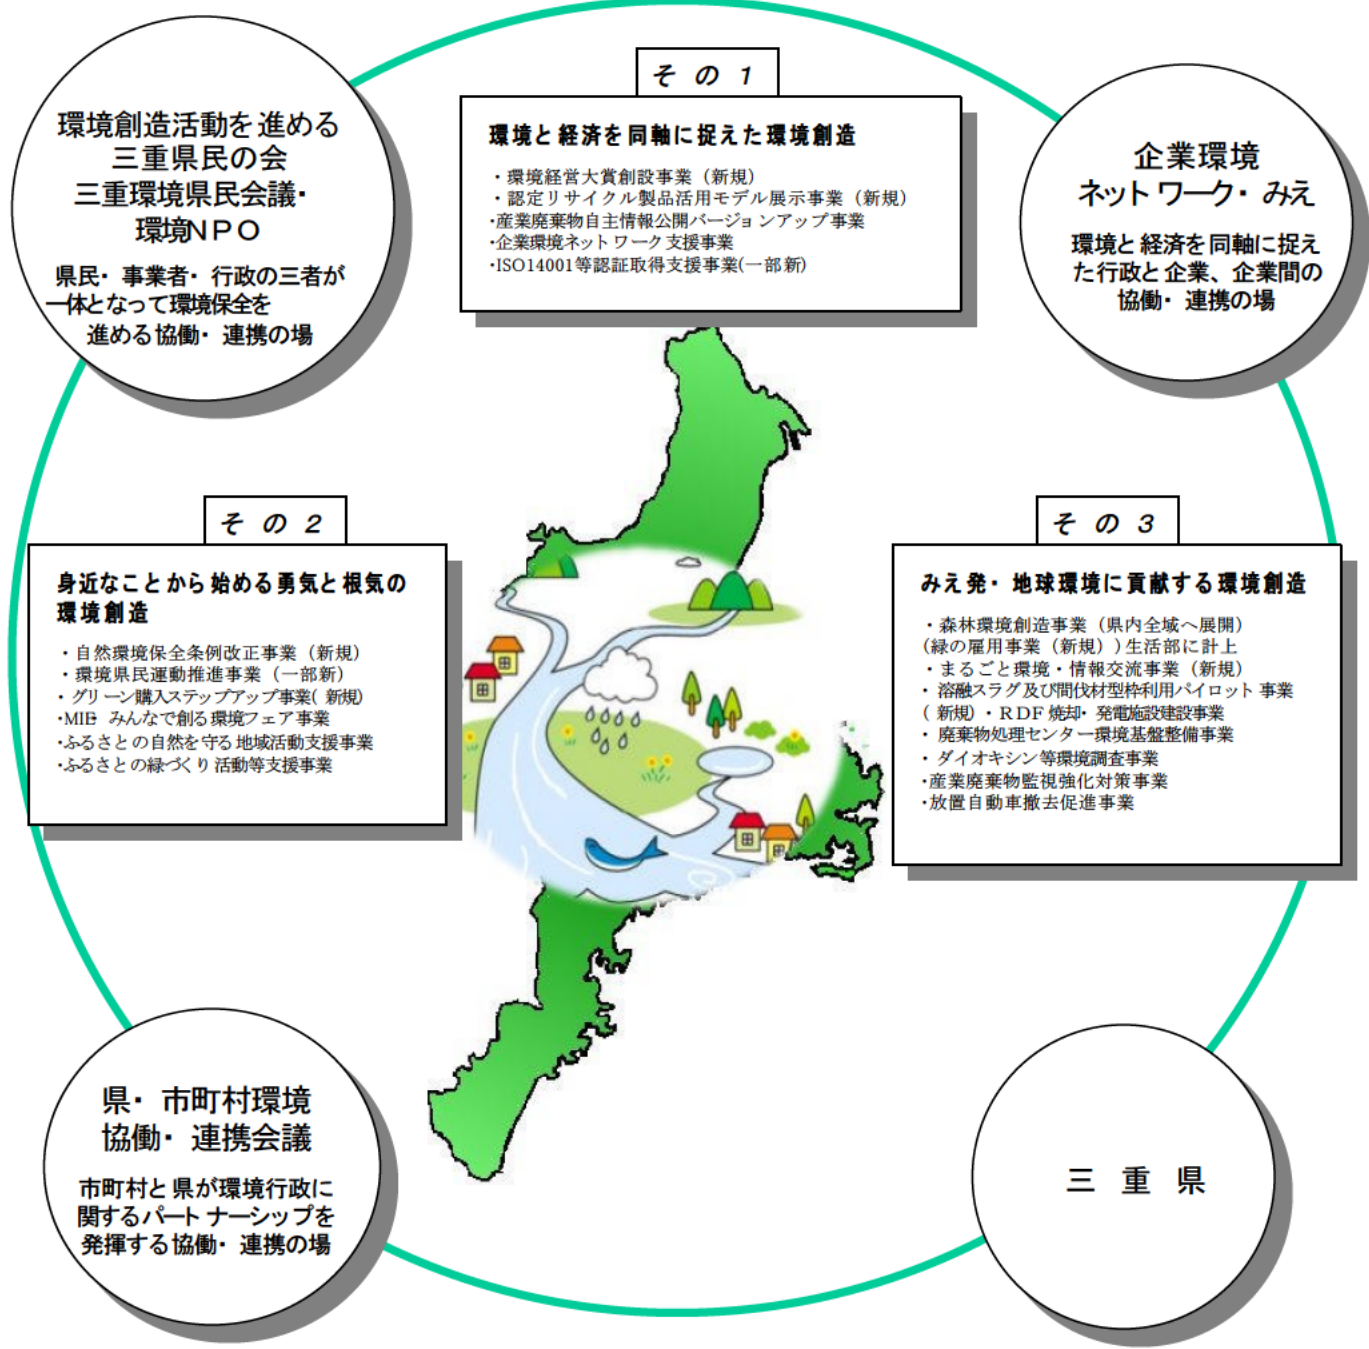 環境創造活動を進める
三重県民の会
三重環境県民会議・
環境NPO
県民・事業者・行政の三者が
一体となって環境保全を
進める協働・連携の場
その1
環境と経済を同軸に捉えた環境創造
・環境経営大賞創設事業（新規）
・認定リサイクル製品活用モデル展示事業（新規）
・産業廃棄物自主情報公開バージョンアップ事業
・企業環境ネットワーク支援事業
・ISO14001等認証取得支援事業(一部新)
企業環境
ネットワーク・みえ
環境と経済を同軸に捉え
た行政と企業、企業間の
協働・連携の場
その2
身近なことから始める勇気と根気の
環境創造
・自然環境保全条例改正事業（新規）
・環境県民運動推進事業（一部新）
・グリーン購入ステップアップ事業(新規)
・MIE みんなで創る環境フェア事業
・ふるさとの自然を守る地域活動支援事業
・ふるさとの緑づくり活動等支援事業
その3
みえ発・地球環境に貢献する環境創造
・森林環境創造事業（県内全域へ展開）
(緑の雇用事業（新規）)生活部に計上
・まるごと環境・情報交流事業（新規）
・溶融スラグ及び間伐材型枠利用パイロット事業
(新規)・RDF焼却・発電施設建設事業
・廃棄物処理センター環境基盤整備事業
・ダイオキシン等環境調査事業
・産業廃棄物監視強化対策事業
・放置自動車撤去促進事業
県・市町村環境
協働・連携会議
市町村と県が環境行政に
関するパートナーシップを
発揮する協働・連携の場
三重県